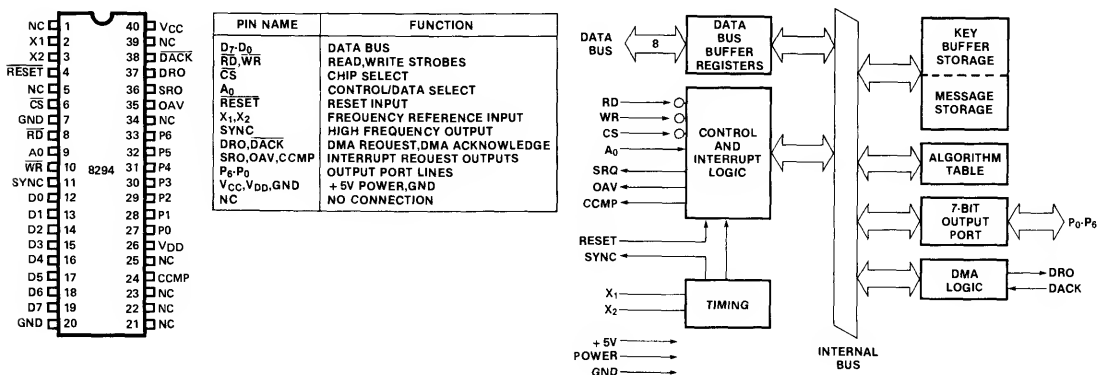 NC 1 40 VCC
X1 2 39 NC
X2 3 38 DACK
RESET 4 37 DRO
NC 5 36 SRO
CS 6 35 OAV
GND 7 34 NC
RD 8 33 P6
A0 9 32 P5
WR 10 8294 31 P4
SYNC 11 30 P3
D0 12 29 P2
D1 13 28 P1
D2 14 27 P0
D3 15 26 VDD
D4 16 25 NC
D5 17 24 CCMP
D6 18 23 NC
D7 19 22 NC
GND 20 21 NC
PIN NAME FUNCTION
D7-D0 DATA BUS
RD,WR READ,WRITE STROBES
CS CHIP SELECT
A0 CONTROL/DATA SELECT
RESET RESET INPUT
X1,X2 FREQUENCY REFERENCE INPUT
SYNC HIGH FREQUENCY OUTPUT
DRO,DACK DMA REQUEST,DMA ACKNOWLEDGE
SRO,OAV,CCMP INTERRUPT REQUEST OUTPUTS
P6-P0 OUTPUT PORT LINES
VCC,VDD,GND +5V POWER,GND
NC NO CONNECTION
DATA
BUS
8
DATA
BUS
BUFFER
REGISTERS
RD
WR
CS
A0
SRQ
OAV
CCMP
CONTROL
AND
INTERRUPT
LOGIC
RESET
SYNC
X1
X2
TIMING
+5V
POWER
GND
INTERNAL
BUS
KEY
BUFFER
STORAGE
MESSAGE
STORAGE
ALGORITHM
TABLE
7-BIT
OUTPUT
PORT
P0-P6
DMA
LOGIC
DRO
DACK